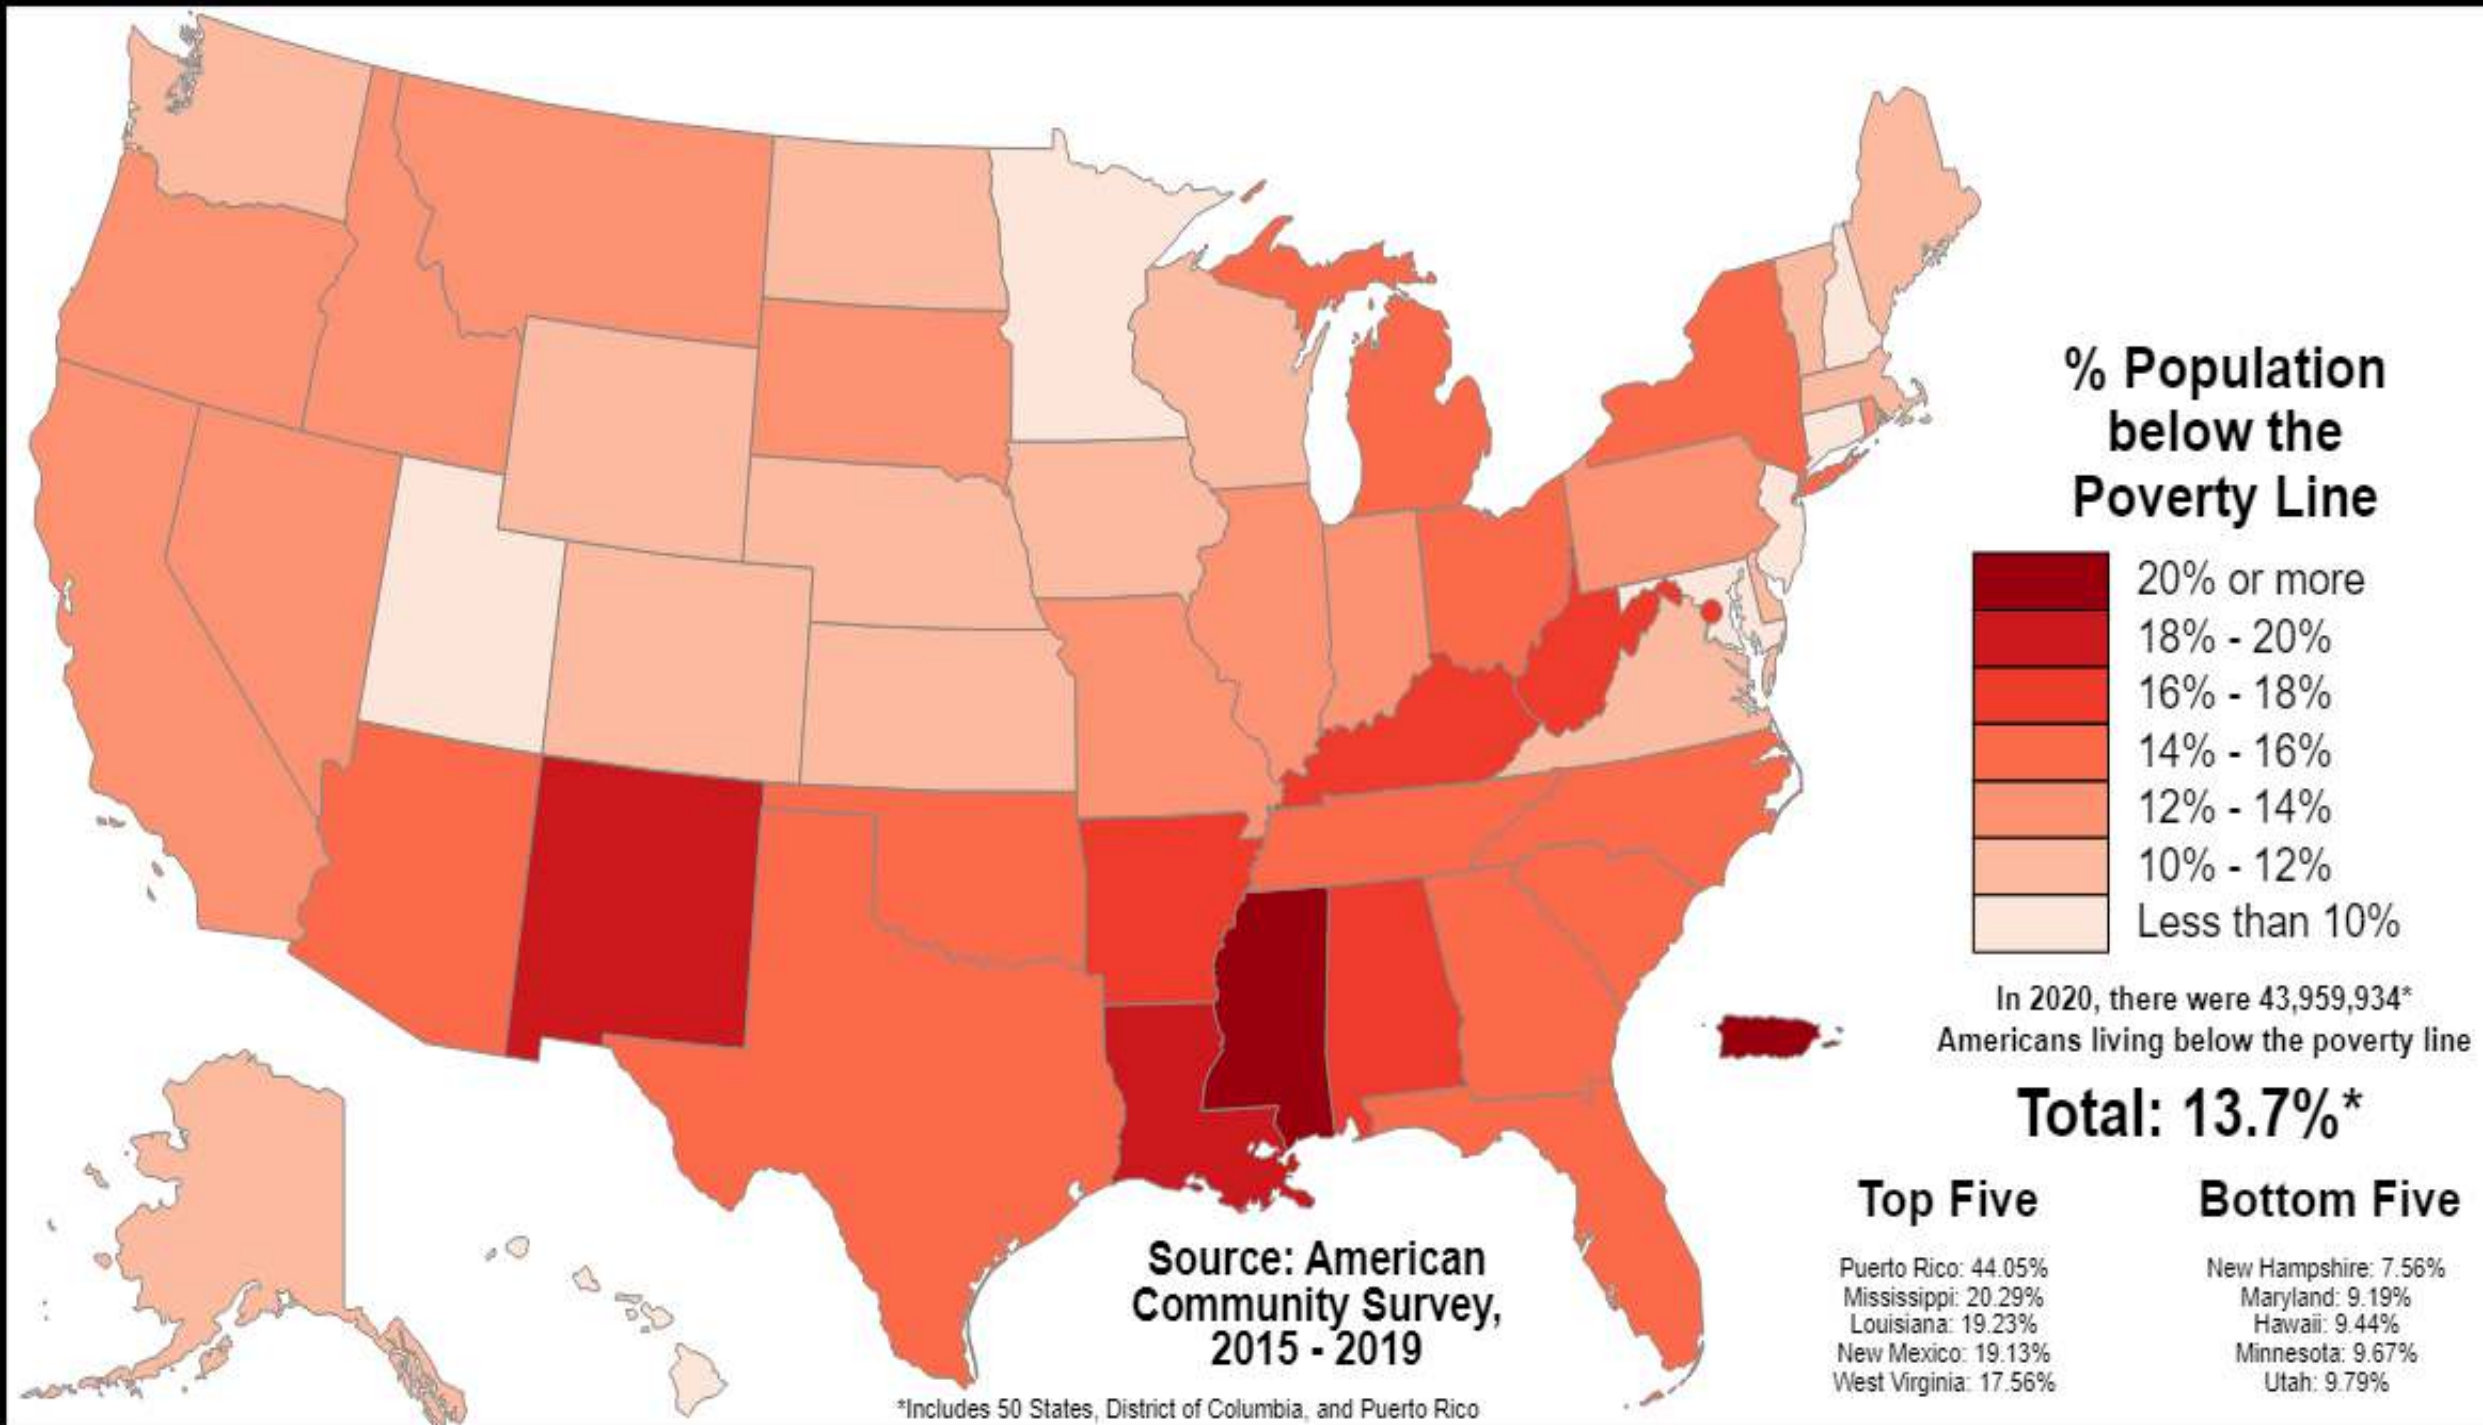 % Population
below the
Poverty Line
20% or more
18% - 20%
16% - 18%
14% - 16%
12% - 14%
10% - 12%
Less than 10%
In 2020, there were 43,959,934*
Americans living below the poverty line
Total: 13.7%*
Top Five
Puerto Rico: 44.05%
Mississippi: 20.29%
Louisiana: 19.23%
New Mexico: 19.13%
West Virginia: 17.56%
Bottom Five
New Hampshire: 7.56%
Maryland: 9.19%
Hawaii: 9.44%
Minnesota: 9.67%
Utah: 9.79%
Source: American
Community Survey,
2015 - 2019
*Includes 50 States, District of Columbia, and Puerto Rico